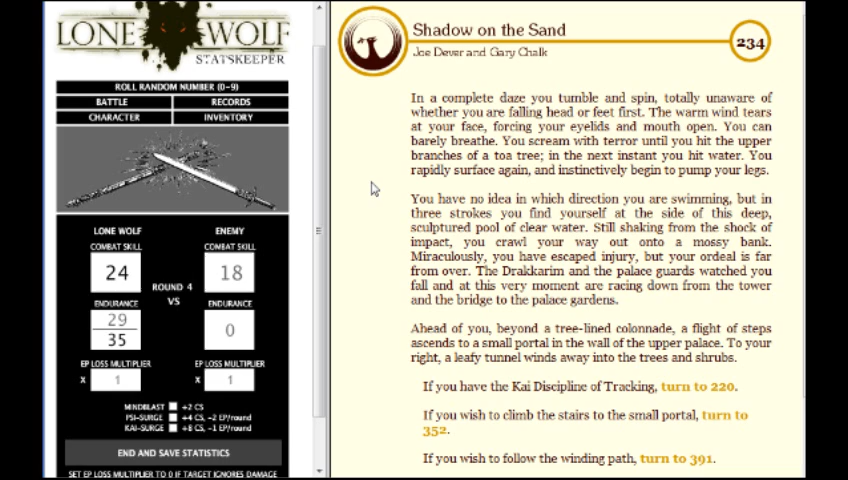 LONE WOLF
STATSKEEPER
ROLL RANDOM NUMBER (0-9)
BATTLE
RECORDS
CHARACTER
INVENTORY
LONE WOLF
ENEMY
COMBAT SKILL
COMBAT SKILL
24
18
ROUND 4
VS
ENDURANCE
ENDURANCE
29
35
0
EP LOSS MULTIPLIER
EP LOSS MULTIPLIER
X 1
X 1
MINDBLAST +2 CS
PSI-SURGE +4 CS, -2 EP/round
KAI-SURGE +8 CS, -1 EP/round
END AND SAVE STATISTICS
SET EP LOSS MULTIPLIER TO 0 IF TARGET IGNORES DAMAGE
Shadow on the Sand
Joe Dever and Gary Chalk
234
In a complete daze you tumble and spin, totally unaware of
whether you are falling head or feet first. The warm wind tears
at your face, forcing your eyelids and mouth open. You can
barely breathe. You scream with terror until you hit the upper
branches of a toa tree; in the next instant you hit water. You
rapidly surface again, and instinctively begin to pump your legs.
You have no idea in which direction you are swimming, but in
three strokes you find yourself at the side of this deep,
sculptured pool of clear water. Still shaking from the shock of
impact, you crawl your way out onto a mossy bank.
Miraculously, you have escaped injury, but your ordeal is far
from over. The Drakkarim and the palace guards watched you
fall and at this very moment are racing down from the tower
and the bridge to the palace gardens.
Ahead of you, beyond a tree-lined colonnade, a flight of steps
ascends to a small portal in the wall of the upper palace. To your
right, a leafy tunnel winds away into the trees and shrubs.
If you have the Kai Discipline of Tracking, turn to 220.
If you wish to climb the stairs to the small portal, turn to
352.
If you wish to follow the winding path, turn to 391.